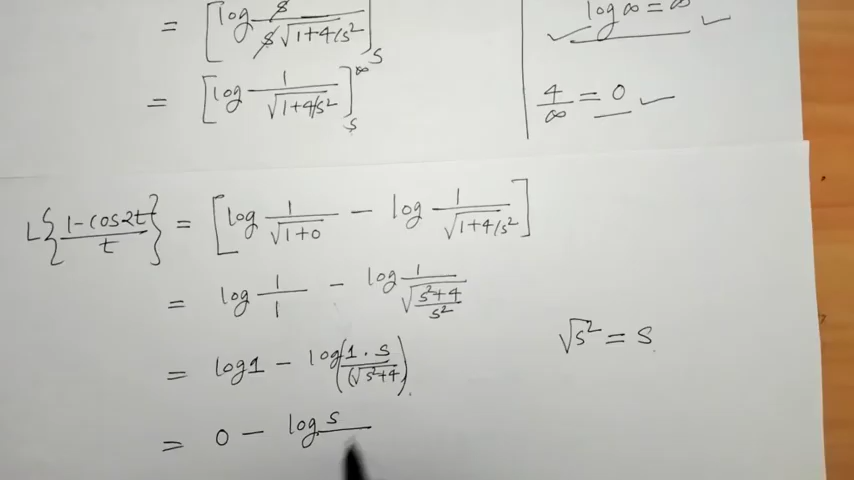 = [log $/$√1+4/s²]s
= [log 1/√1+4/s²]∞ s
log ∞ = ∞
4/∞ = 0
L{1-cos2t/t} = [log 1/√1+0 - log 1/√1+4/s²]
= log 1/1 - log 1/√s²+4/s²
√s² = s
= log1 - log(1·s/(√s²+4)
= 0 - log s